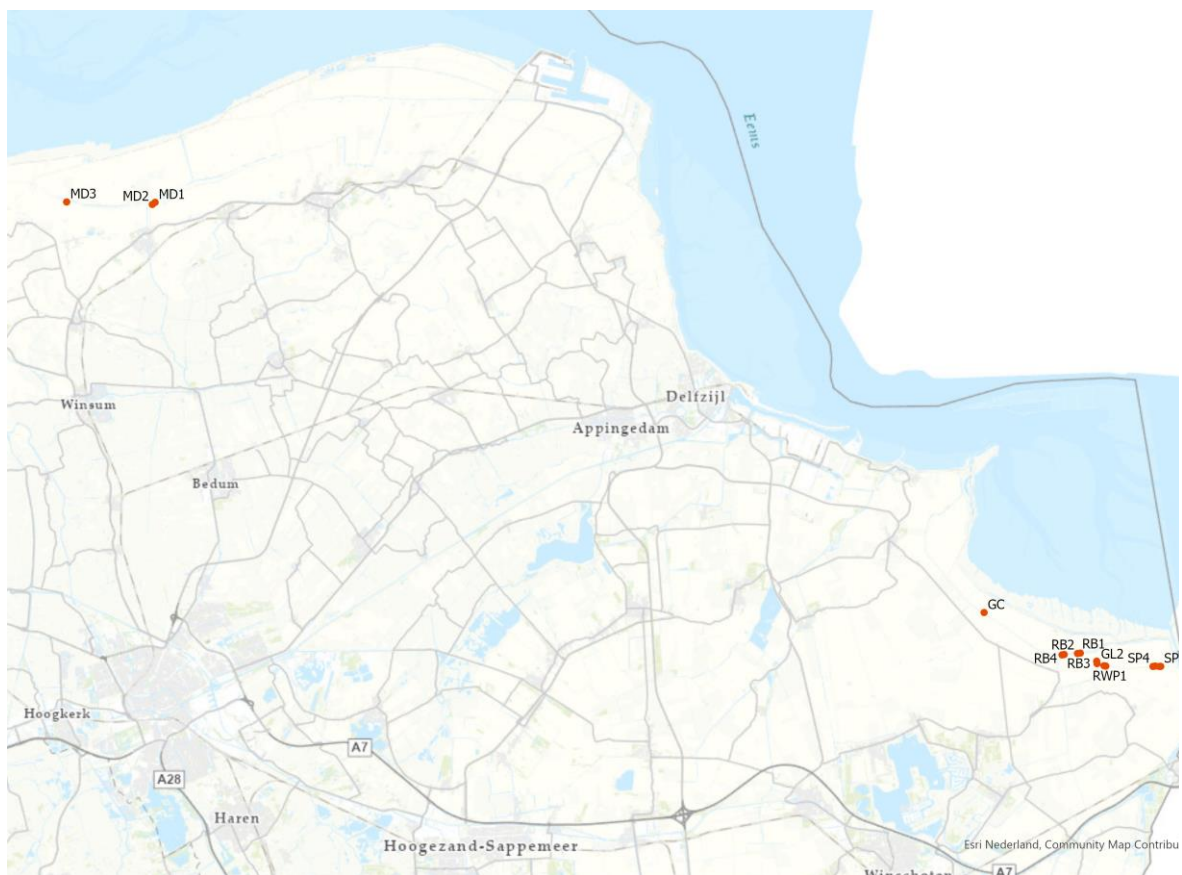 Eems
MD3
MD2
MD1
Delfzijl
Winsum
Appingedam
Bedum
GC
RB2
RB1
RB4
RB3
GL2
SP4
SP
RWP1
Hoogkerk
A7
A28
Haren
Hoogezand-Sappemeer
Esri Nederland, Community Map Contribu
A7
Winschoten